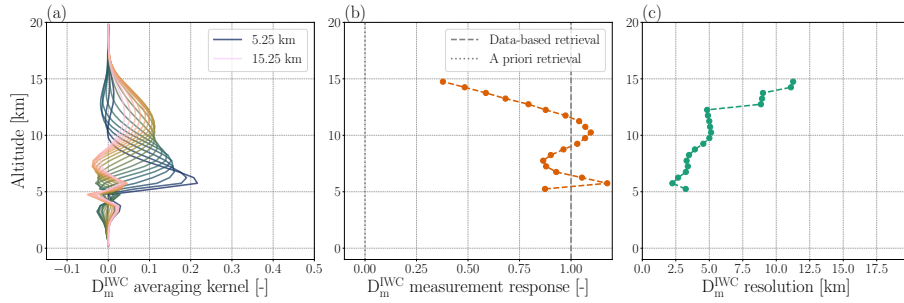 (a)
(b)
(c)
20
15
10
5
0
Altitude [km]
5.25 km
15.25 km
−0.1 0.0 0.1 0.2 0.3 0.4 0.5
D_m^IWC averaging kernel [-]
20
15
10
5
0
Data-based retrieval
A priori retrieval
0.00 0.25 0.50 0.75 1.00
D_m^IWC measurement response [-]
20
15
10
5
0
0.0 2.5 5.0 7.5 10.0 12.5 15.0 17.5
D_m^IWC resolution [km]